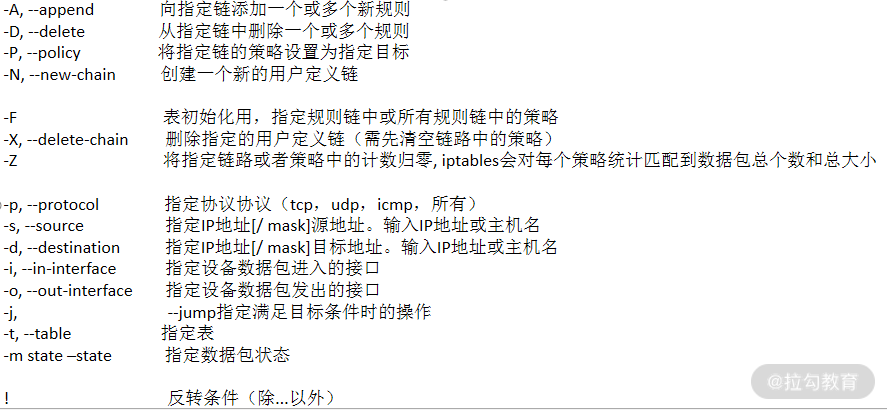 -A, --append 向指定链添加一个或多个新规则
-D, --delete 从指定链中删除一个或多个规则
-P, --policy 将指定链的策略设置为指定目标
-N, --new-chain 创建一个新的用户定义链
-F 表初始化用，指定规则链中或所有规则链中的策略
-X, --delete-chain 删除指定的用户定义链（需先清空链路中的策略）
-Z 将指定链路或者策略中的计数归零, iptables会对每个策略统计匹配到数据包总个数和总大小
-p, --protocol 指定协议协议（tcp，udp，icmp，所有）
-s, --source 指定IP地址[/ mask]源地址。输入IP地址或主机名
-d, --destination 指定IP地址[/ mask]目标地址。输入IP地址或主机名
-i, --in-interface 指定设备数据包进入的接口
-o, --out-interface 指定设备数据包发出的接口
-j, --jump指定满足目标条件时的操作
-t, --table 指定表
-m state –state 指定数据包状态
! 反转条件（除...以外）
@拉勾教育